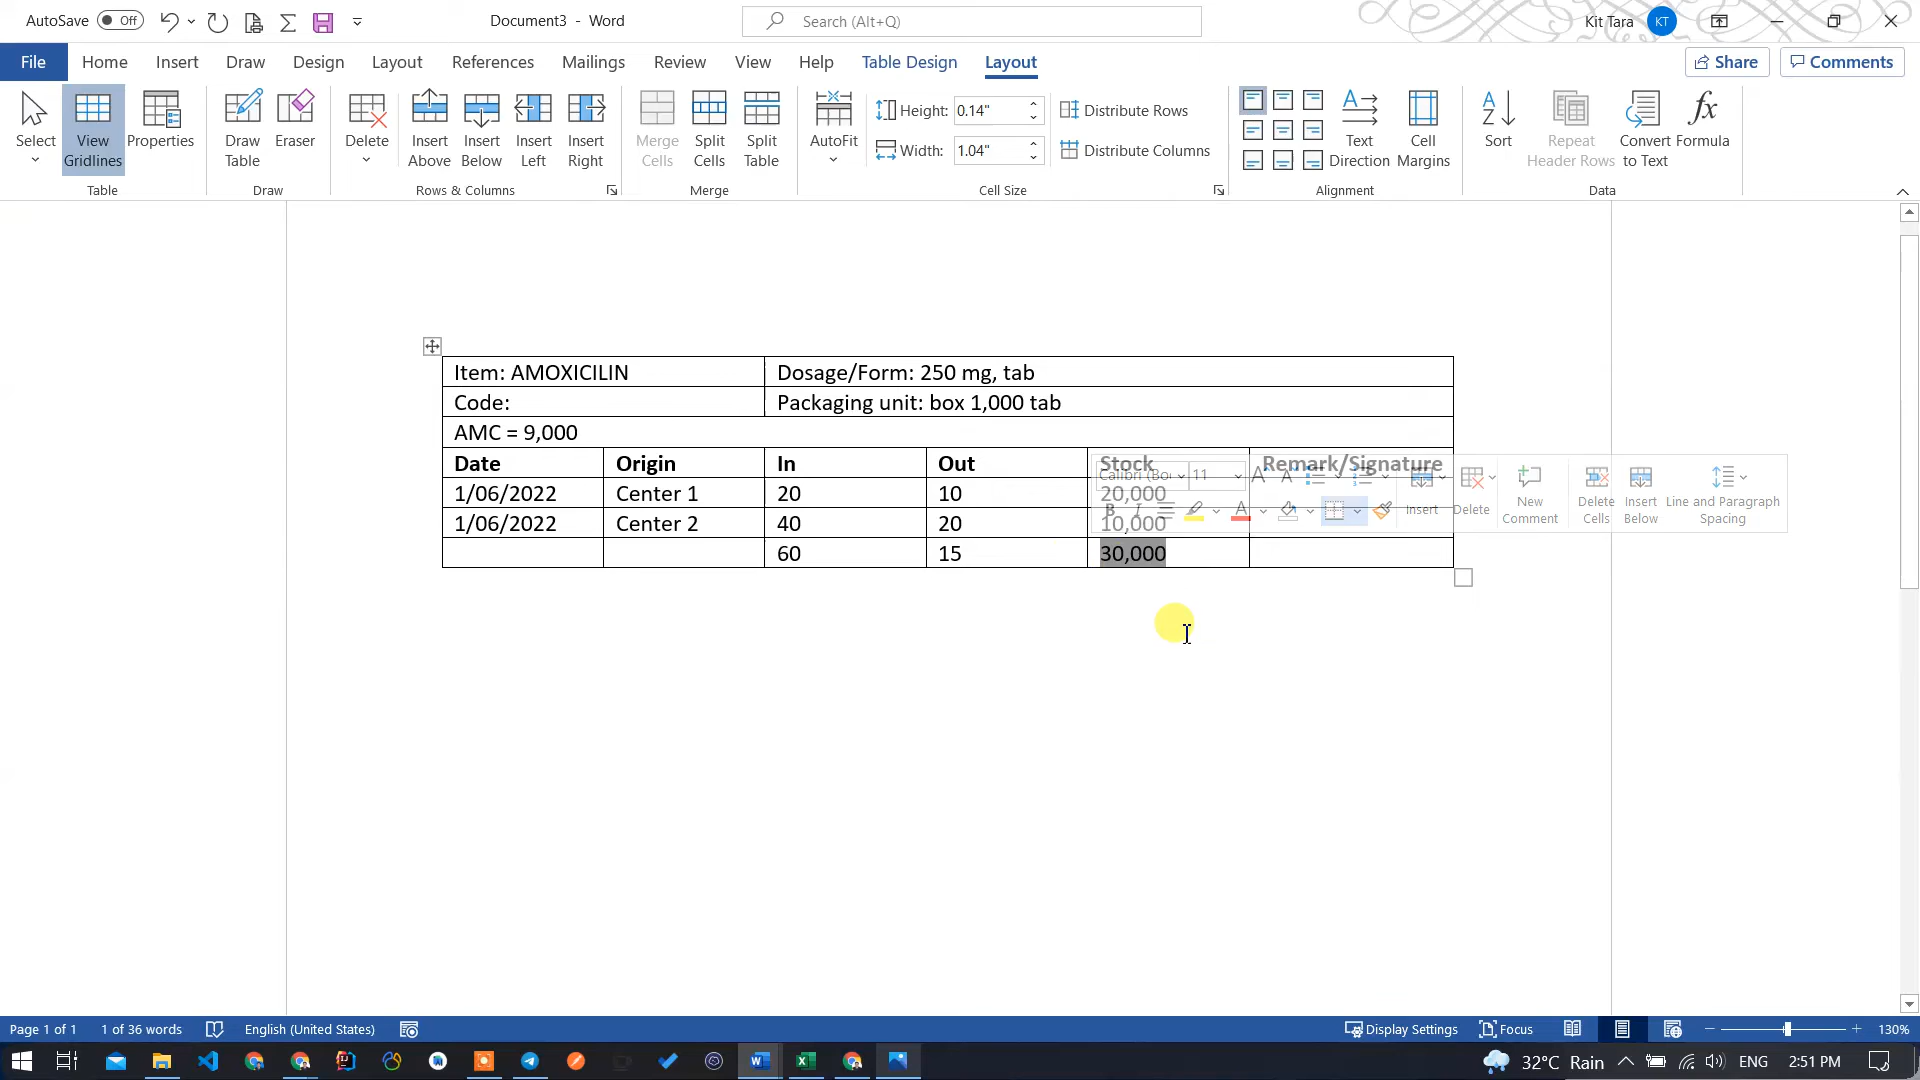 AutoSave Off Document3 - Word Search (Alt+Q) Kit Tara KT
File Home Insert Draw Design Layout References Mailings Review View Help Table Design Layout Share Comments
Select
View Gridlines
Properties
Draw Table
Eraser
Delete
Insert Above
Insert Below
Insert Left
Insert Right
Merge Cells
Split Cells
Split Table
AutoFit
Height: 0.14"
Width: 1.04"
Distribute Rows
Distribute Columns
Text Direction
Cell Margins
Sort
Repeat Header Rows
Convert to Text
Formula
Table Draw Rows & Columns Merge Cell Size Alignment Data
Item: AMOXICILIN Dosage/Form: 250 mg, tab
Code: Packaging unit: box 1,000 tab
AMC = 9,000
Date Origin In Out Stock Remark/Signature
1/06/2022 Center 1 20 10 20,000
1/06/2022 Center 2 40 20 10,000
60 15 30,000
Calibri (Bo 11
Insert Delete
New Comment
Delete Cells
Insert Below
Line and Paragraph Spacing
Page 1 of 1 1 of 36 words English (United States) Display Settings Focus 130%
32°C Rain ENG 2:51 PM